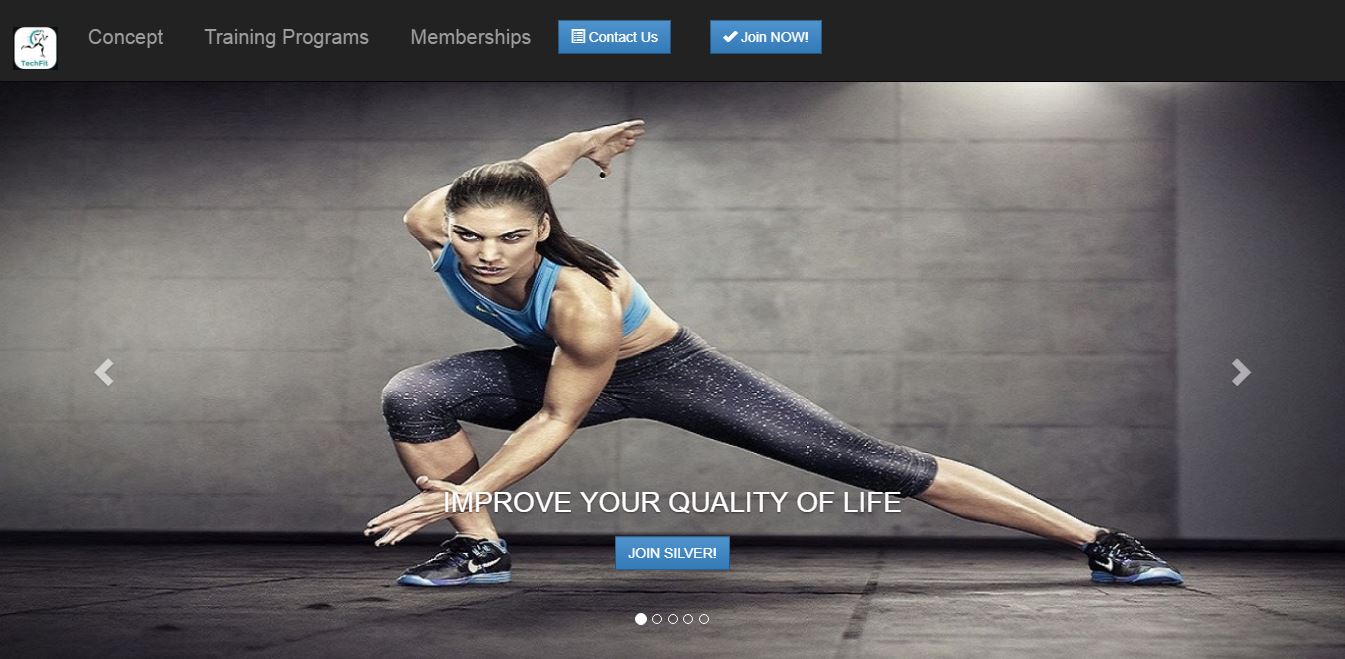 TechFit
Concept
Training Programs
Memberships
Contact Us
Join NOW!
IMPROVE YOUR QUALITY OF LIFE
JOIN SILVER!